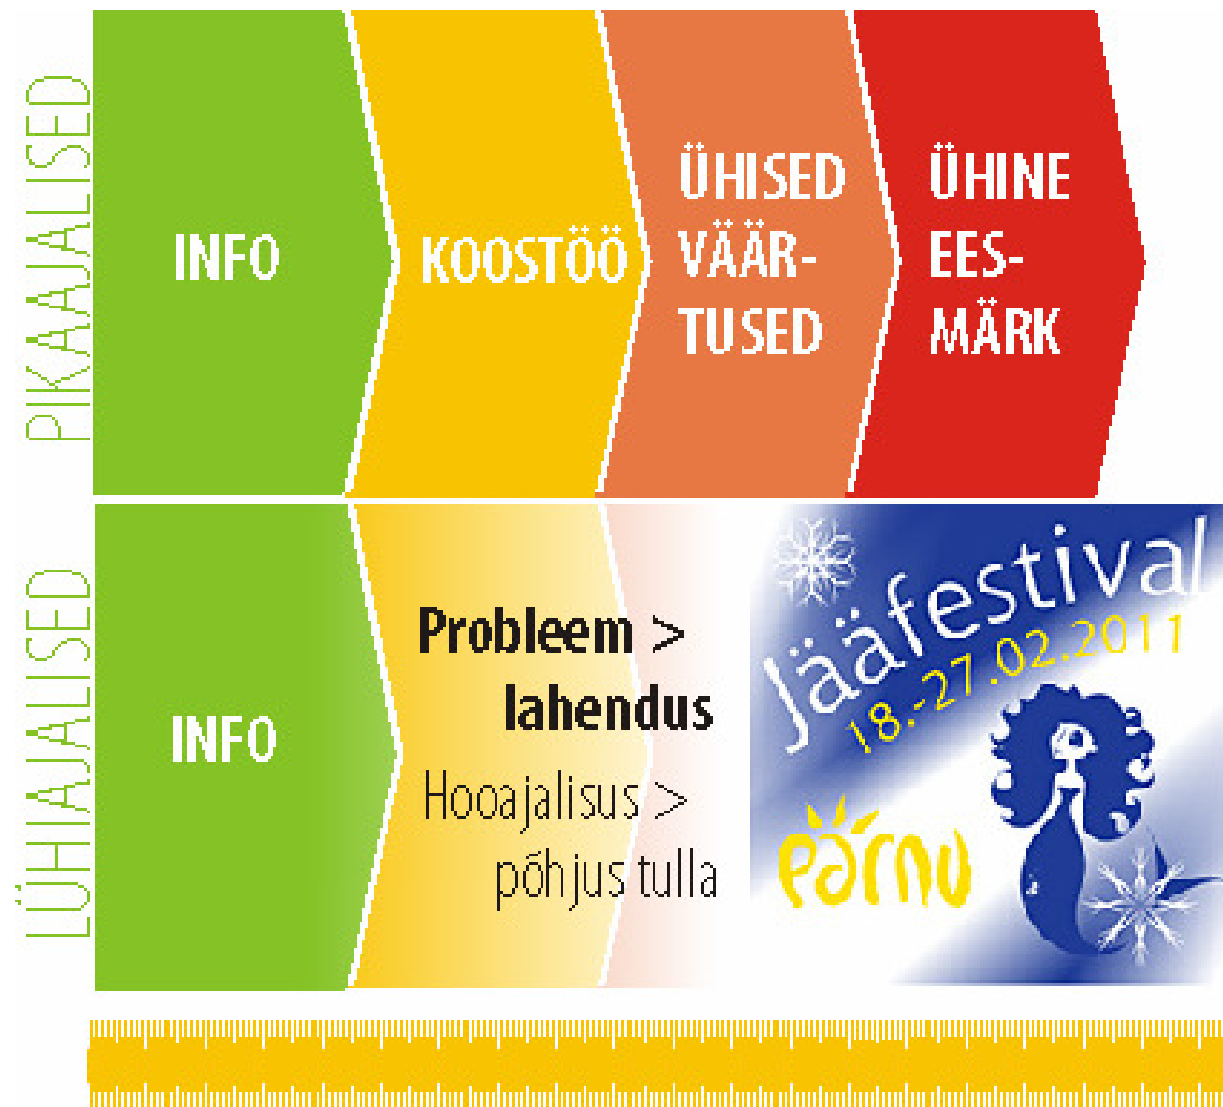 PIKAAJALISED
INFO
KOOSTÖÖ
ÜHISED
VÄÄR-
TUSED
ÜHINE
EES-
MÄRK
LÜHIAJALISED
INFO
Probleem >
lahendus
Hooajalisus >
põhjus tulla
Jääfestival
18.-27.02.2011
pärnu